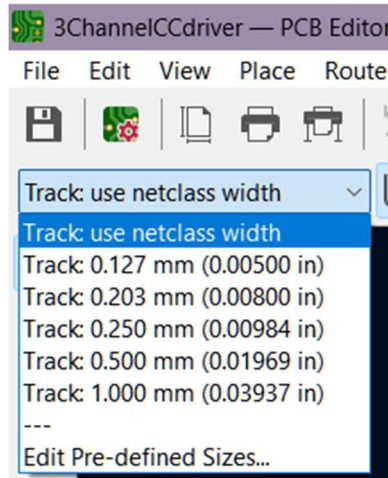 3ChannelCCdriver — PCB Editor
File Edit View Place Route
Track: use netclass width
Track: use netclass width
Track: 0.127 mm (0.00500 in)
Track: 0.203 mm (0.00800 in)
Track: 0.250 mm (0.00984 in)
Track: 0.500 mm (0.01969 in)
Track: 1.000 mm (0.03937 in)
---
Edit Pre-defined Sizes...